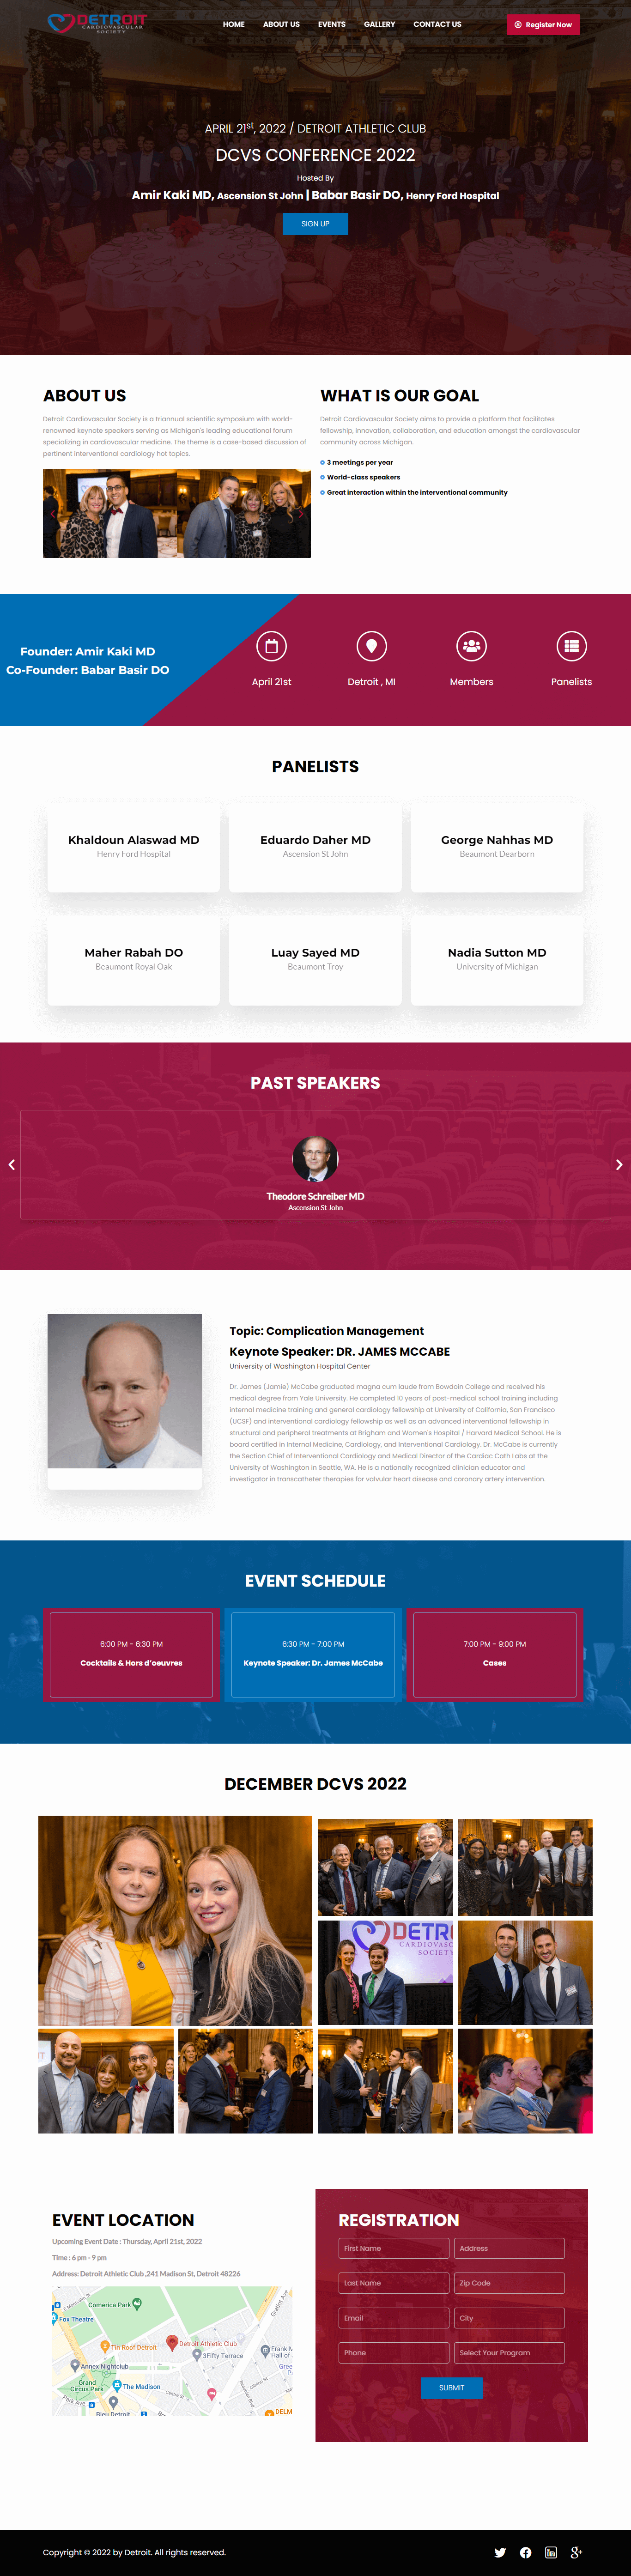 DETROIT
CARDIOVASCULAR
SOCIETY
HOME ABOUT US EVENTS GALLERY CONTACT US
Register Now
APRIL 21st, 2022 / DETROIT ATHLETIC CLUB
DCVS CONFERENCE 2022
Hosted By
Amir Kaki MD, Ascension St John | Babar Basir DO, Henry Ford Hospital
SIGN UP
ABOUT US
Detroit Cardiovascular Society is a triannual scientific symposium with world-
renowned keynote speakers serving as Michigan's leading educational forum
specializing in cardiovascular medicine. The theme is a case-based discussion of
pertinent interventional cardiology hot topics.
WHAT IS OUR GOAL
Detroit Cardiovascular Society aims to provide a platform that facilitates
fellowship, innovation, collaboration, and education amongst the cardiovascular
community across Michigan.
3 meetings per year
World-class speakers
Great interaction within the interventional community
Founder: Amir Kaki MD
Co-Founder: Babar Basir DO
April 21st
Detroit , MI
Members
Panelists
PANELISTS
Khaldoun Alaswad MD
Henry Ford Hospital
Eduardo Daher MD
Ascension St John
George Nahhas MD
Beaumont Dearborn
Maher Rabah DO
Beaumont Royal Oak
Luay Sayed MD
Beaumont Troy
Nadia Sutton MD
University of Michigan
PAST SPEAKERS
Theodore Schreiber MD
Ascension St John
Topic: Complication Management
Keynote Speaker: DR. JAMES MCCABE
University of Washington Hospital Center
Dr. James (Jamie) McCabe graduated magna cum laude from Bowdoin College and received his
medical degree from Yale University. He completed 10 years of post-medical school training including
internal medicine training and general cardiology fellowship at University of California, San Francisco
(UCSF) and interventional cardiology fellowship as well as an advanced interventional fellowship in
structural and peripheral treatments at Brigham and Women's Hospital / Harvard Medical School. He is
board certified in Internal Medicine, Cardiology, and Interventional Cardiology. Dr. McCabe is currently
the Section Chief of Interventional Cardiology and Medical Director of the Cardiac Cath Labs at the
University of Washington in Seattle, WA. He is a nationally recognized clinician educator and
investigator in transcatheter therapies for valvular heart disease and coronary artery intervention.
EVENT SCHEDULE
6:00 PM - 6:30 PM
Cocktails & Hors d'oeuvres
6:30 PM - 7:00 PM
Keynote Speaker: Dr. James McCabe
7:00 PM - 9:00 PM
Cases
DECEMBER DCVS 2022
DETR
CARDIOVASC
SOCIETY
EVENT LOCATION
Upcoming Event Date : Thursday, April 21st, 2022
Time : 6 pm - 9 pm
Address: Detroit Athletic Club ,241 Madison St, Detroit 48226
Comerica Park
Fox Theatre
Tin Roof Detroit
Detroit Athletic Club
3Fifty Terrace
Frank M
Hall of
Annex Nightclub
Grand
Circus Park
The Madison
Park Ave
Bleu Detroit
DELM
REGISTRATION
First Name
Address
Last Name
Zip Code
Email
City
Phone
Select Your Program
SUBMIT
Copyright © 2022 by Detroit. All rights reserved.